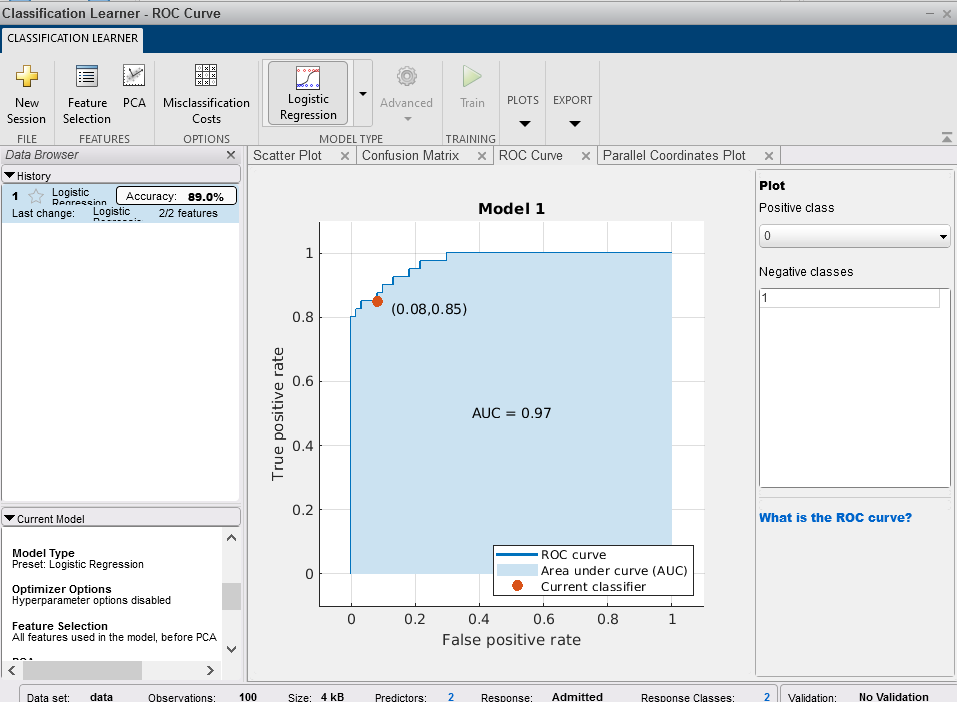 Classification Learner - ROC Curve
CLASSIFICATION LEARNER
New Session
Feature Selection
PCA
Misclassification Costs
Logistic Regression
Advanced
Train
PLOTS
EXPORT
FILE
FEATURES
OPTIONS
MODEL TYPE
TRAINING
Data Browser
Scatter Plot
Confusion Matrix
ROC Curve
Parallel Coordinates Plot
History
1 Logistic Regression Accuracy: 89.0%
Last change: Logistic 2/2 features
Current Model
Model Type
Preset: Logistic Regression
Optimizer Options
Hyperparameter options disabled
Feature Selection
All features used in the model, before PCA
Model 1
1
0.8
0.6
0.4
0.2
0
True positive rate
(0.08,0.85)
AUC = 0.97
ROC curve
Area under curve (AUC)
Current classifier
0 0.2 0.4 0.6 0.8 1
False positive rate
Plot
Positive class
0
Negative classes
1
What is the ROC curve?
Data set: data Observations: 100 Size: 4 kB Predictors: 2 Response: Admitted Response Classes: 2 Validation: No Validation